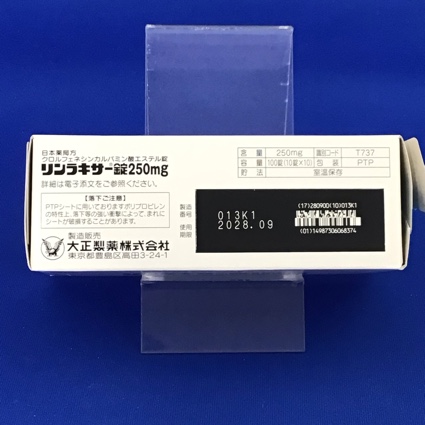 日本薬局方
クロルフェネシンカルバミン酸エステル錠
リンラキサー®錠250mg
詳細は電子添文をご参照ください。
【落下ご注意】
PTPシートに用いておりますポリプロピレン
の特性上、落下等の強い衝撃によって、まれに
シートが破損することがあります。
製造販売
大正製薬株式会社
東京都豊島区高田3-24-1
含量 250mg 識別コード T737
容量 100錠(10錠×10) 包装 PTP
貯法 室温保存
製造番号 013K1
使用期限 2028.09
(17)280900(10)013K1
(01)14987306068374